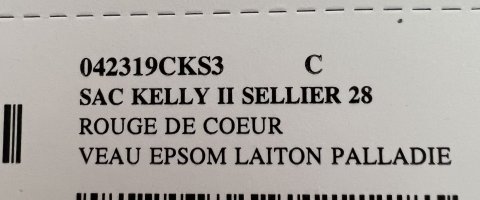 042319CKS3 C
SAC KELLY II SELLIER 28
ROUGE DE COEUR
VEAU EPSOM LAITON PALLADIE